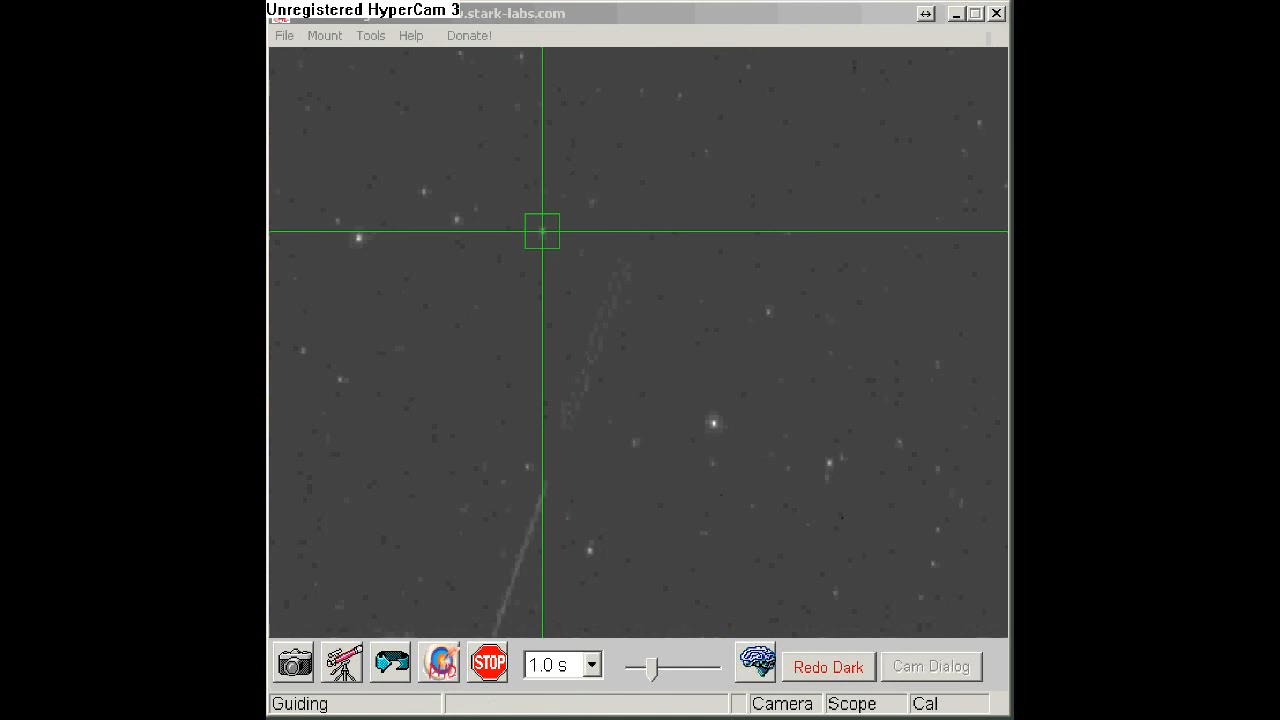 Unregistered HyperCam 3
.stark-labs.com
File Mount Tools Help Donate!
PHD
STOP
1.0 s
Redo Dark
Cam Dialog
Guiding
Camera
Scope
Cal